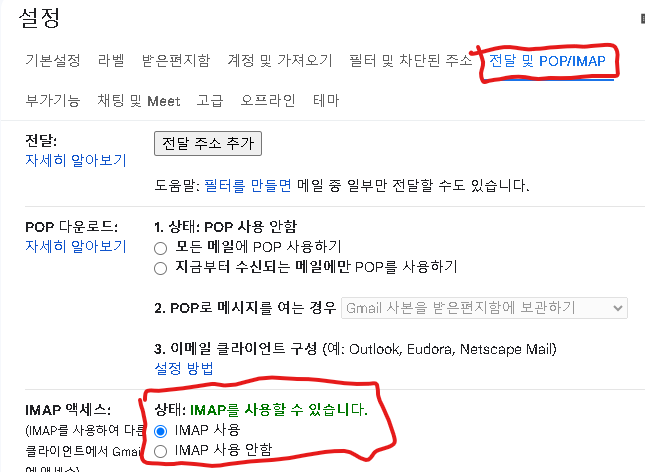 설정
기본설정 라벨 받은편지함 계정 및 가져오기 필터 및 차단된 주소 전달 및 POP/IMAP
부가기능 채팅 및 Meet 고급 오프라인 테마
전달: 전달 주소 추가
자세히 알아보기
도움말: 필터를 만들면 메일 중 일부만 전달할 수도 있습니다.
POP 다운로드: 1. 상태: POP 사용 안함
자세히 알아보기 모든 메일에 POP 사용하기
지금부터 수신되는 메일에만 POP를 사용하기
2. POP로 메시지를 여는 경우 Gmail 사본을 받은편지함에 보관하기
3. 이메일 클라이언트 구성 (예: Outlook, Eudora, Netscape Mail)
설정 방법
IMAP 액세스: 상태: IMAP를 사용할 수 있습니다.
(IMAP를 사용하여 다른 IMAP 사용
클라이언트에서 Gmail IMAP 사용 안함